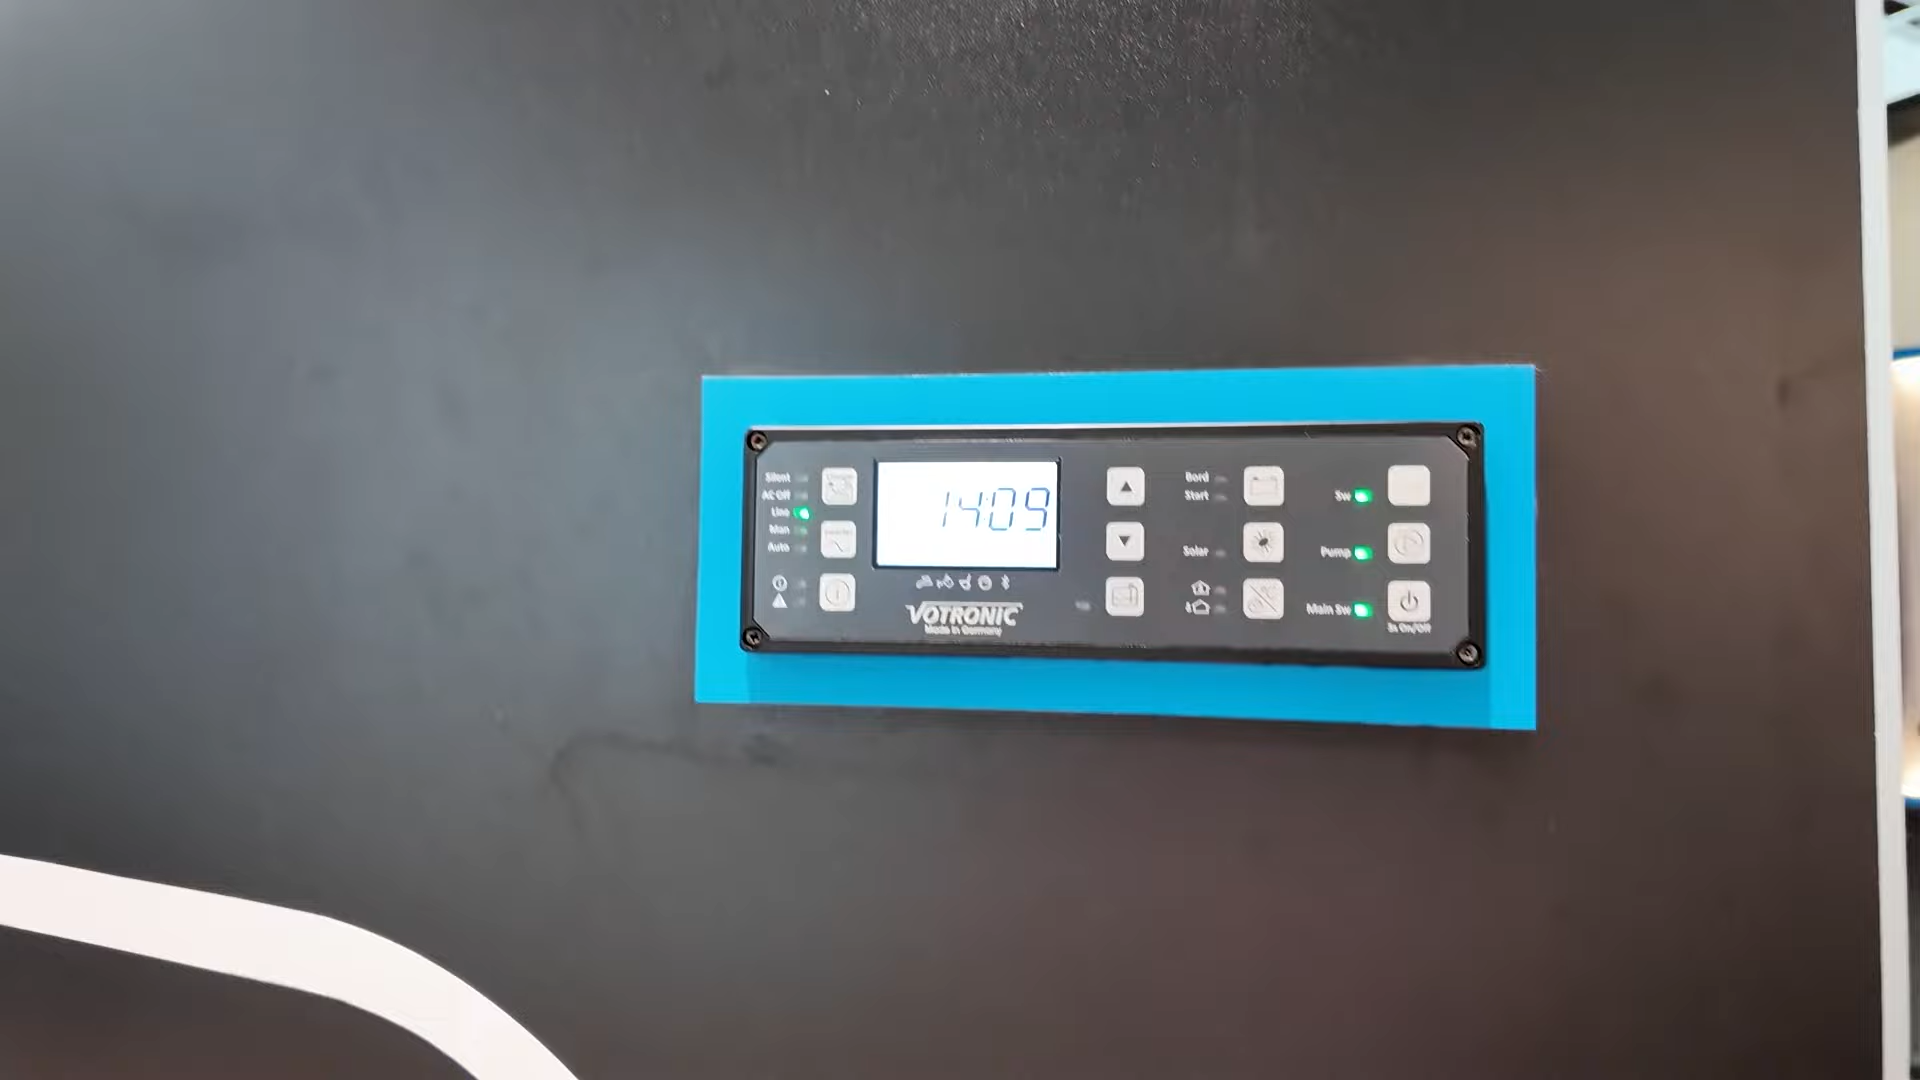 Silent
AC Off
Line
Man
Auto
14:09
VOTRONIC
Made in Germany
Bord
Start
Solar
Sw
Pump
Main Sw
3s On/Off